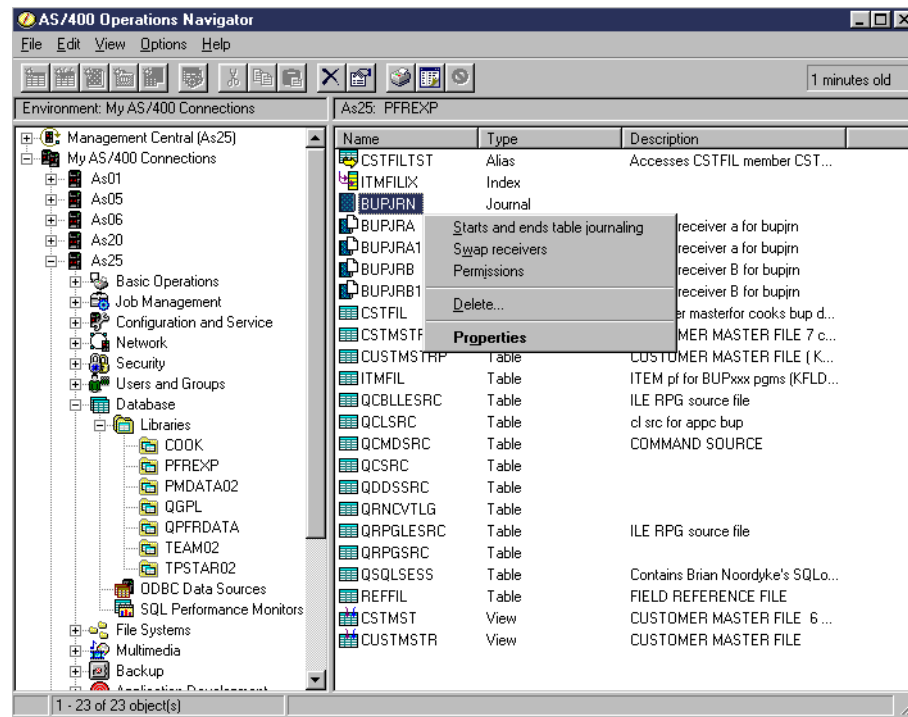 AS/400 Operations Navigator
File Edit View Options Help
1 minutes old
Environment: My AS/400 Connections
As25: PFREXP
Management Central (As25)
My AS/400 Connections
As01
As05
As06
As20
As25
Basic Operations
Job Management
Configuration and Service
Network
Security
Users and Groups
Database
Libraries
COOK
PFREXP
PMDATA02
QGPL
QPFRDATA
TEAM02
TPSTAR02
ODBC Data Sources
SQL Performance Monitors
File Systems
Multimedia
Backup
Name Type Description
CSTFILTST Alias Accesses CSTFIL member CST...
ITMFILIX Index
BUPJRN Journal
BUPJRA receiver a for bupjrn
BUPJRA1 receiver a for bupjrn
BUPJRB receiver B for bupjrn
BUPJRB1 receiver B for bupjrn
CSTFIL er masterfor cooks bup d...
CSTMSTP MER MASTER FILE 7 c...
CUSTMSTRP Table CUSTOMER MASTER FILE ( K...
ITMFIL Table ITEM pf for BUPxxx pgms (KFLD...
QCBLLESRC Table ILE RPG source file
QCLSRC Table cl src for appc bup
QCMDSRC Table COMMAND SOURCE
QCSRC Table
QDDSSRC Table
QRNCVTLG Table
QRPGLESRC Table ILE RPG source file
QRPGSRC Table
QSQLSESS Table Contains Brian Noordyke's SQLo...
REFFIL Table FIELD REFERENCE FILE
CSTMST View CUSTOMER MASTER FILE 6 ...
CUSTMSTR View CUSTOMER MASTER FILE
Starts and ends table journaling
Swap receivers
Permissions
Delete...
Properties
1 - 23 of 23 object(s)